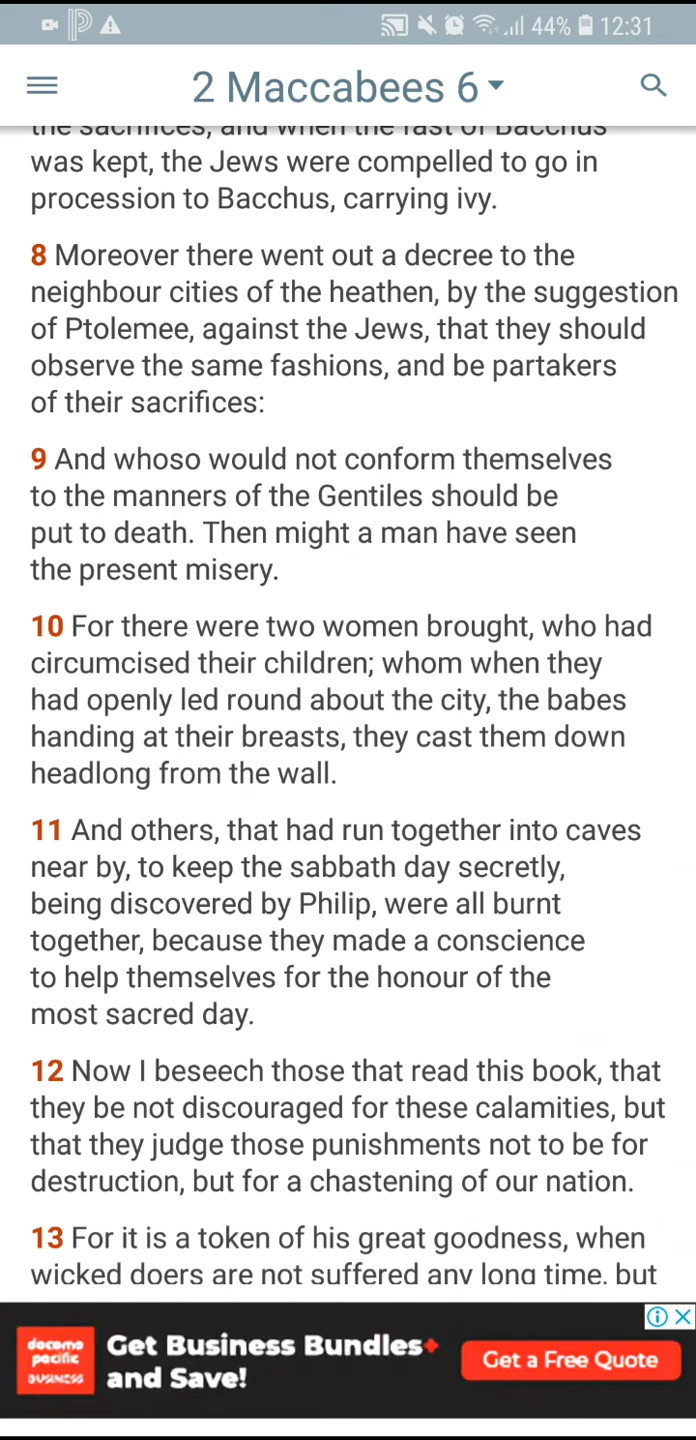 44% 12:31
2 Maccabees 6
the sacrifices, and when the fast of Bacchus
was kept, the Jews were compelled to go in
procession to Bacchus, carrying ivy.
8 Moreover there went out a decree to the
neighbour cities of the heathen, by the suggestion
of Ptolemee, against the Jews, that they should
observe the same fashions, and be partakers
of their sacrifices:
9 And whoso would not conform themselves
to the manners of the Gentiles should be
put to death. Then might a man have seen
the present misery.
10 For there were two women brought, who had
circumcised their children; whom when they
had openly led round about the city, the babes
handing at their breasts, they cast them down
headlong from the wall.
11 And others, that had run together into caves
near by, to keep the sabbath day secretly,
being discovered by Philip, were all burnt
together, because they made a conscience
to help themselves for the honour of the
most sacred day.
12 Now I beseech those that read this book, that
they be not discouraged for these calamities, but
that they judge those punishments not to be for
destruction, but for a chastening of our nation.
13 For it is a token of his great goodness, when
wicked doers are not suffered any long time, but
docomo
pacific
BUSINESS
Get Business Bundles+
and Save!
Get a Free Quote